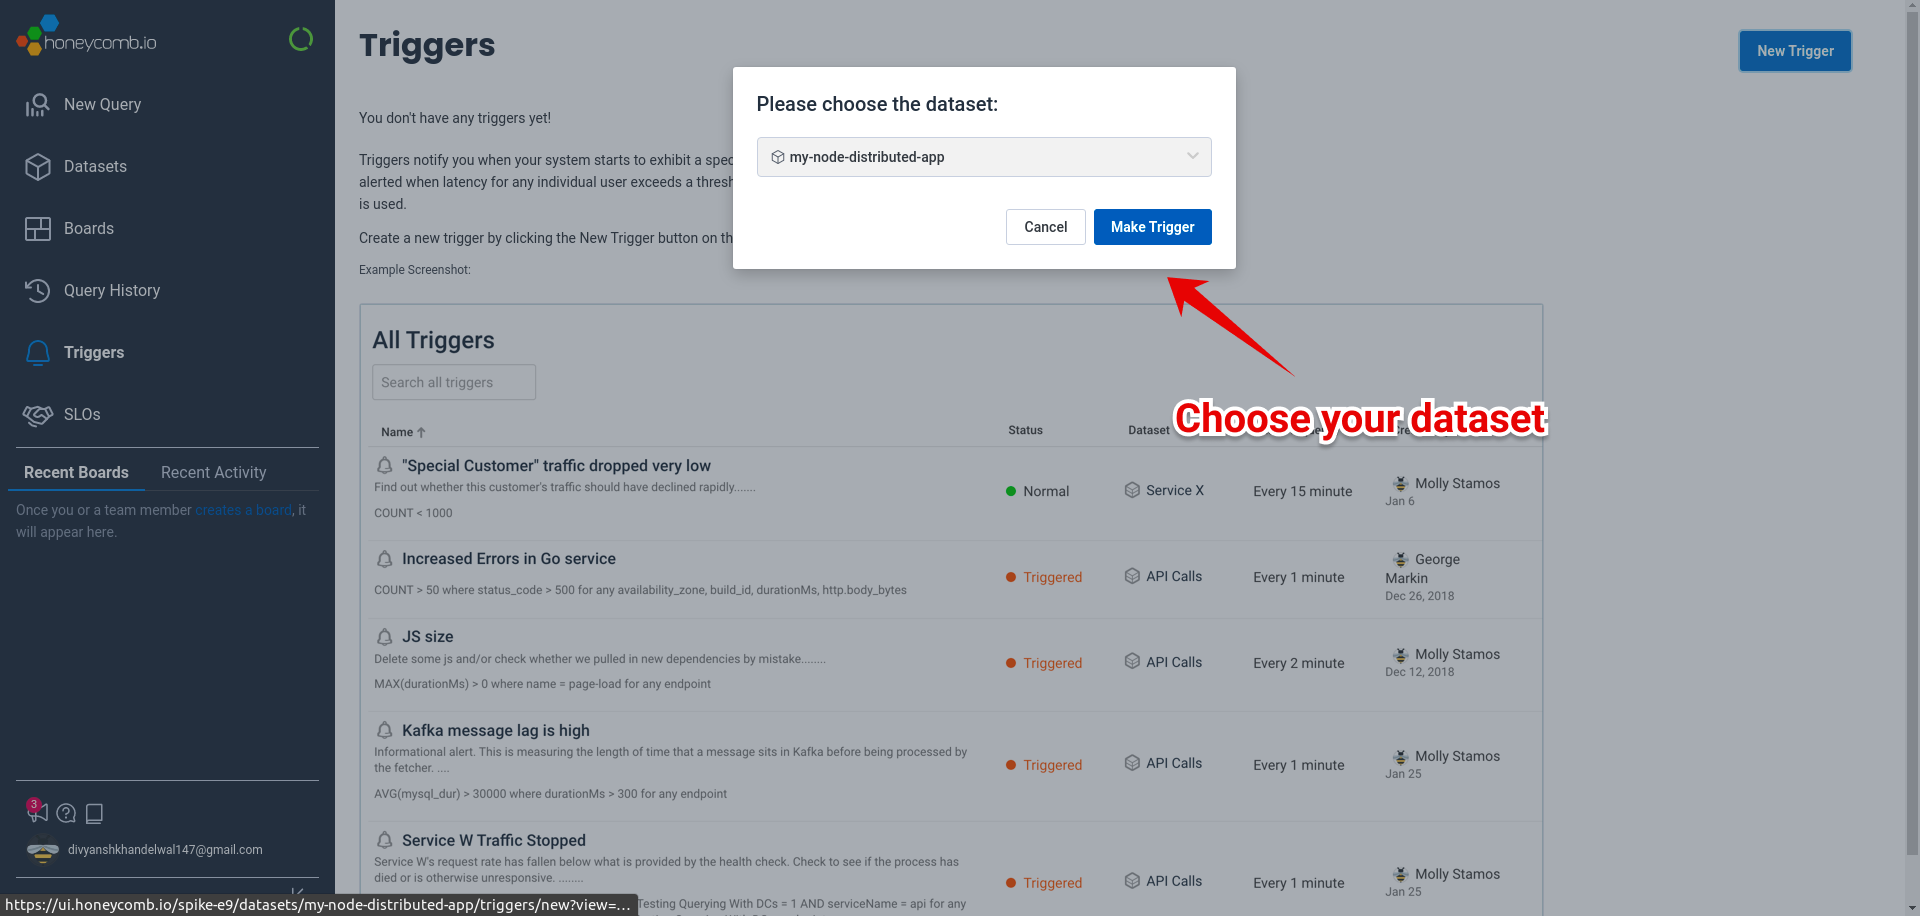 honeycomb.io
New Query
Datasets
Boards
Query History
Triggers
SLOs
Recent Boards Recent Activity
Once you or a team member creates a board, it
will appear here.
3
divyanshkhandelwal147@gmail.com
Triggers
New Trigger
You don't have any triggers yet!
Triggers notify you when your system starts to exhibit a spec
alerted when latency for any individual user exceeds a thresh
is used.
Create a new trigger by clicking the New Trigger button on th
Example Screenshot:
Please choose the dataset:
my-node-distributed-app
Cancel Make Trigger
Choose your dataset
All Triggers
Search all triggers
Name Status Dataset
"Special Customer" traffic dropped very low
Find out whether this customer's traffic should have declined rapidly.......
COUNT < 1000
Normal Service X Every 15 minute Molly Stamos
Jan 6
Increased Errors in Go service
COUNT > 50 where status_code > 500 for any availability_zone, build_id, durationMs, http.body_bytes
Triggered API Calls Every 1 minute George
Markin
Dec 26, 2018
JS size
Delete some js and/or check whether we pulled in new dependencies by mistake........
MAX(durationMs) > 0 where name = page-load for any endpoint
Triggered API Calls Every 2 minute Molly Stamos
Dec 12, 2018
Kafka message lag is high
Informational alert. This is measuring the length of time that a message sits in Kafka before being processed by
the fetcher. ....
AVG(mysql_dur) > 30000 where durationMs > 300 for any endpoint
Triggered API Calls Every 1 minute Molly Stamos
Jan 25
Service W Traffic Stopped
Service W's request rate has fallen below what is provided by the health check. Check to see if the process has
died or is otherwise unresponsive. ........
Triggered API Calls Every 1 minute Molly Stamos
Jan 25
Testing Querying With DCs = 1 AND serviceName = api for any
https://ui.honeycomb.io/spike-e9/datasets/my-node-distributed-app/triggers/new?view=...